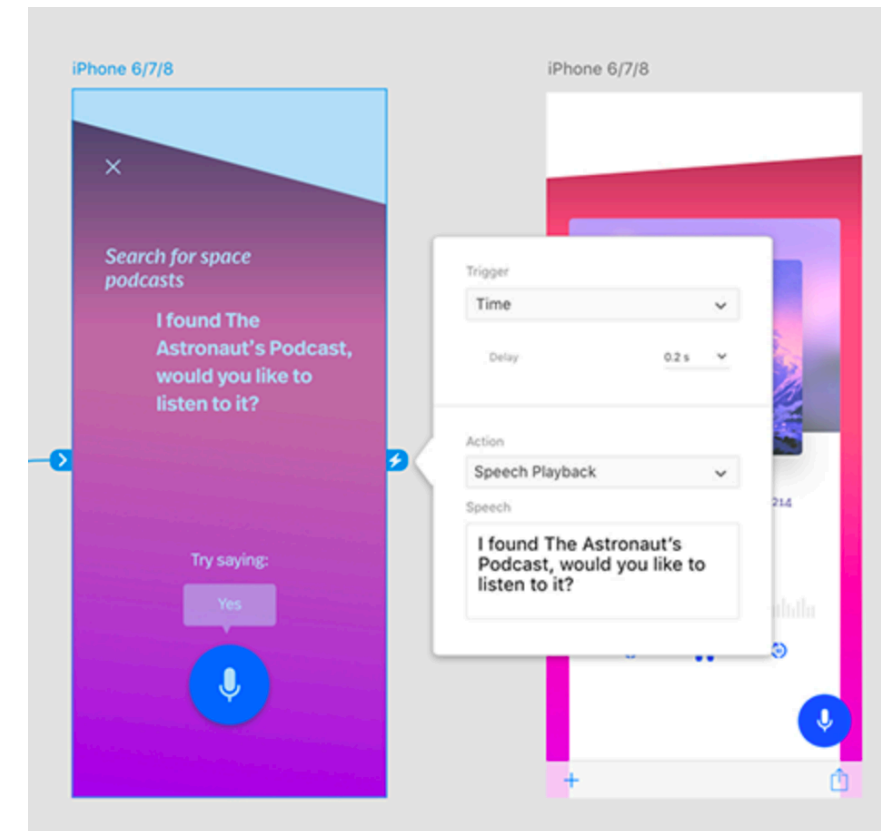 iPhone 6/7/8
Search for space
podcasts
I found The
Astronaut's Podcast,
would you like to
listen to it?
Try saying:
Yes
Trigger
Time
Delay
0.2 s
Action
Speech Playback
Speech
I found The Astronaut's
Podcast, would you like to
listen to it?
iPhone 6/7/8
214